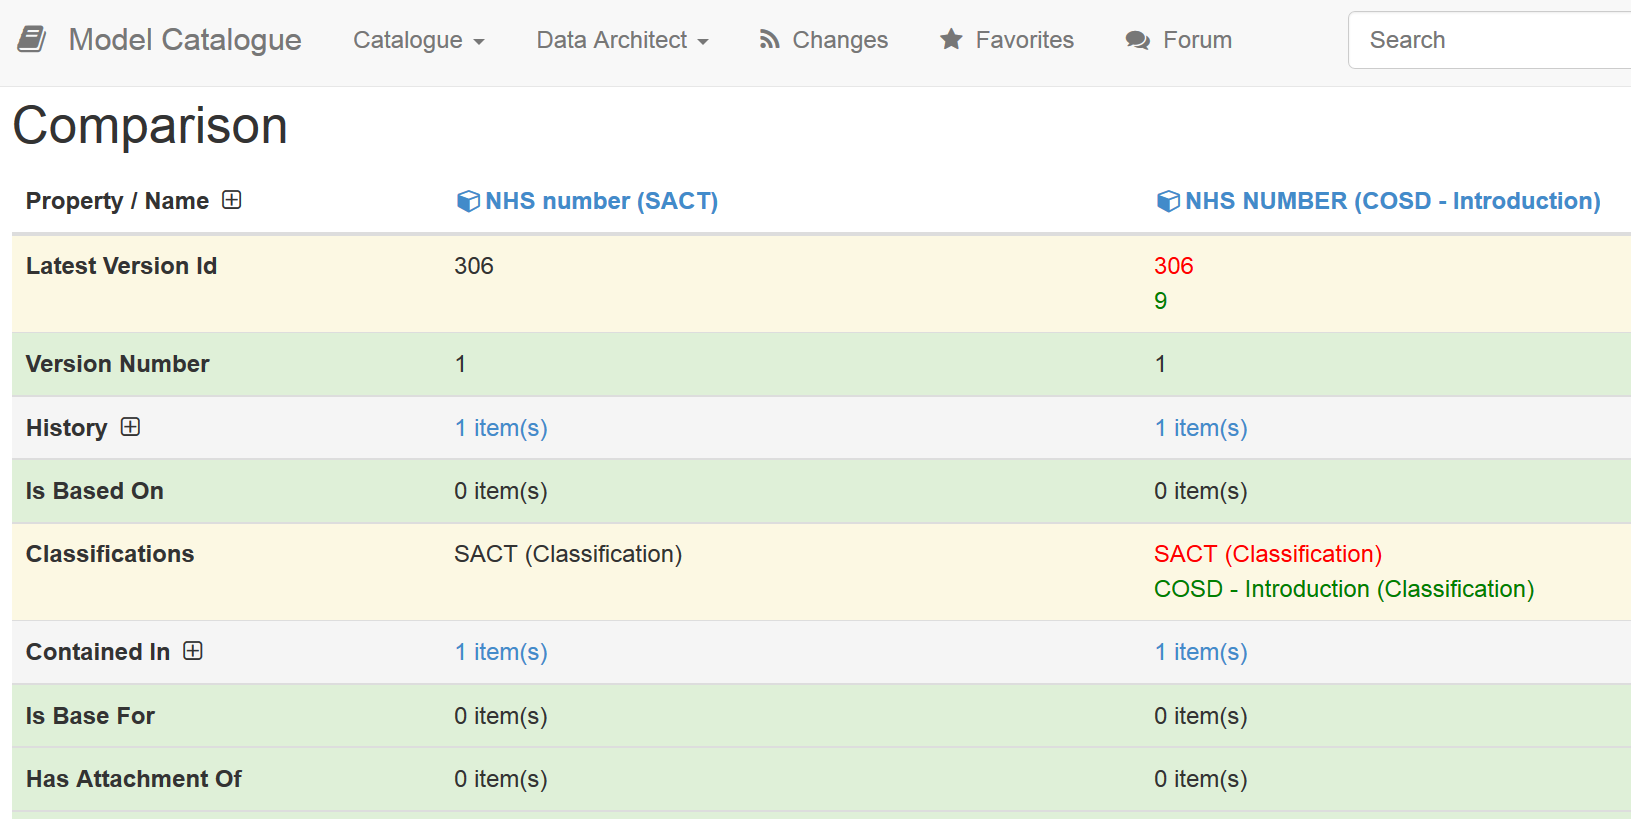 Model Catalogue Catalogue Data Architect Changes Favorites Forum Search
Comparison
Property / Name NHS number (SACT) NHS NUMBER (COSD - Introduction)
Latest Version Id 306 306
9
Version Number 1 1
History 1 item(s) 1 item(s)
Is Based On 0 item(s) 0 item(s)
Classifications SACT (Classification) SACT (Classification)
COSD - Introduction (Classification)
Contained In 1 item(s) 1 item(s)
Is Base For 0 item(s) 0 item(s)
Has Attachment Of 0 item(s) 0 item(s)